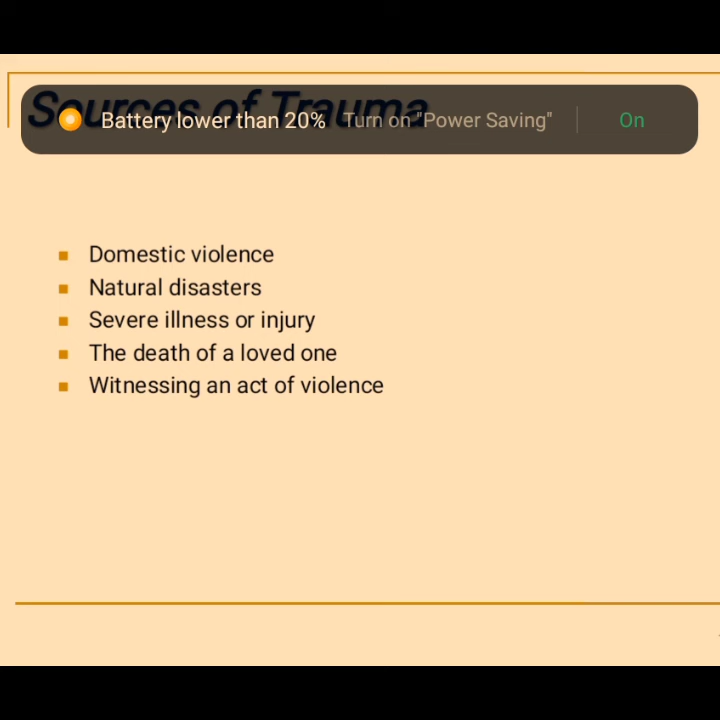 Sources of Trauma
Battery lower than 20% Turn on "Power Saving" On
Domestic violence
Natural disasters
Severe illness or injury
The death of a loved one
Witnessing an act of violence